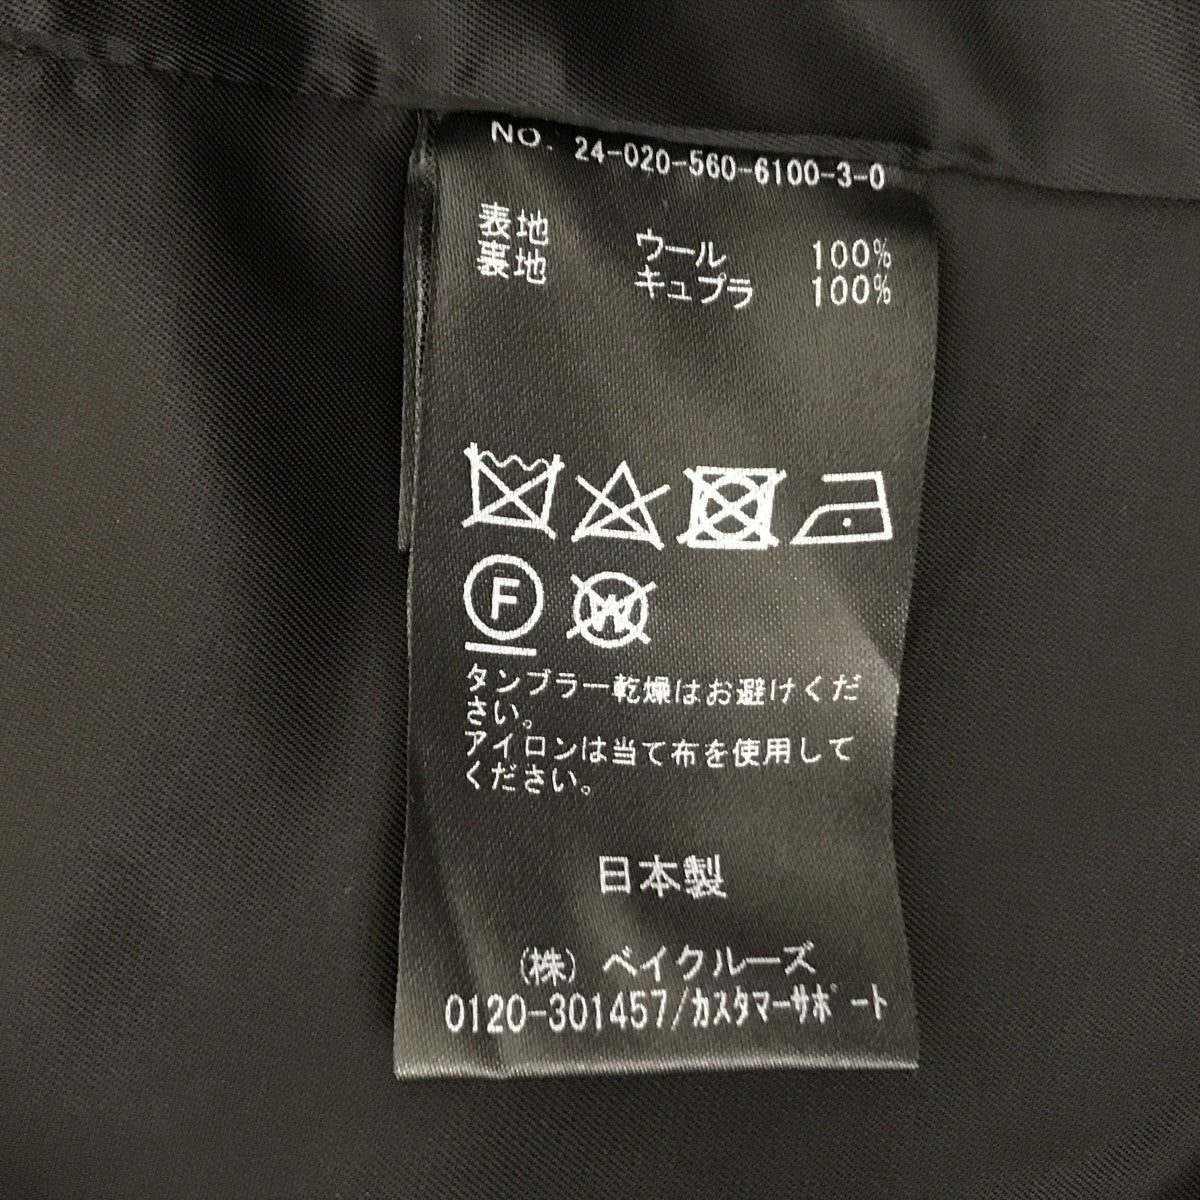 NO. 24-020-560-6100-3-0
表地 ウール 100%
裏地 キュプラ 100%
F W
タンブラー乾燥はお避けくだ
さい。
アイロンは当て布を使用して
ください。
日本製
(株) ベイクルーズ
0120-301457/ｶｽﾀﾏｰｻﾎﾟｰﾄ